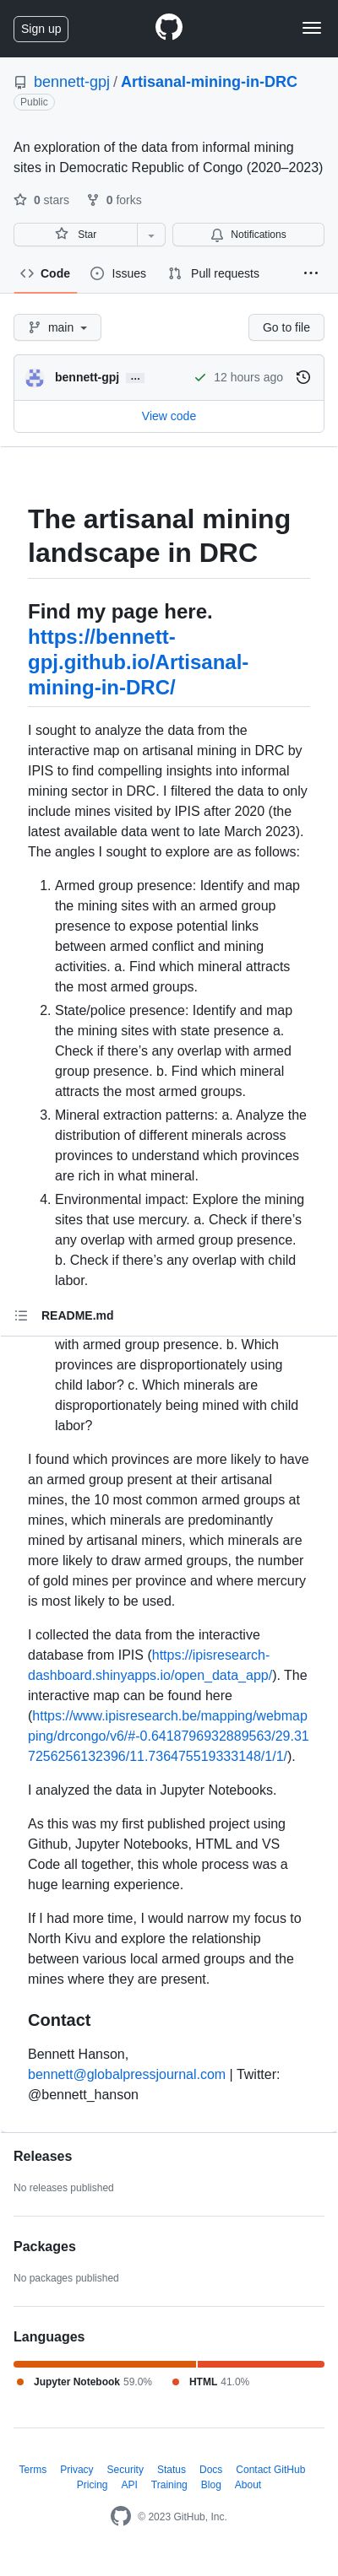 Sign up
bennett-gpj / Artisanal-mining-in-DRC
Public
An exploration of the data from informal mining
sites in Democratic Republic of Congo (2020–2023)
0 stars 0 forks
Star
Notifications
Code Issues Pull requests
main
Go to file
bennett-gpj … 12 hours ago
View code
The artisanal mining
landscape in DRC
Find my page here.
https://bennett-
gpj.github.io/Artisanal-
mining-in-DRC/
I sought to analyze the data from the
interactive map on artisanal mining in DRC by
IPIS to find compelling insights into informal
mining sector in DRC. I filtered the data to only
include mines visited by IPIS after 2020 (the
latest available data went to late March 2023).
The angles I sought to explore are as follows:
1. Armed group presence: Identify and map
the mining sites with an armed group
presence to expose potential links
between armed conflict and mining
activities. a. Find which mineral attracts
the most armed groups.
2. State/police presence: Identify and map
the mining sites with state presence a.
Check if there’s any overlap with armed
group presence. b. Find which mineral
attracts the most armed groups.
3. Mineral extraction patterns: a. Analyze the
distribution of different minerals across
provinces to understand which provinces
are rich in what mineral.
4. Environmental impact: Explore the mining
sites that use mercury. a. Check if there’s
any overlap with armed group presence.
b. Check if there’s any overlap with child
labor.
README.md
with armed group presence. b. Which
provinces are disproportionately using
child labor? c. Which minerals are
disproportionately being mined with child
labor?
I found which provinces are more likely to have
an armed group present at their artisanal
mines, the 10 most common armed groups at
mines, which minerals are predominantly
mined by artisanal miners, which minerals are
more likely to draw armed groups, the number
of gold mines per province and where mercury
is most likely to be used.
I collected the data from the interactive
database from IPIS (https://ipisresearch-
dashboard.shinyapps.io/open_data_app/). The
interactive map can be found here
(https://www.ipisresearch.be/mapping/webmap
ping/drcongo/v6/#-0.6418796932889563/29.31
7256256132396/11.736475519333148/1/1/).
I analyzed the data in Jupyter Notebooks.
As this was my first published project using
Github, Jupyter Notebooks, HTML and VS
Code all together, this whole process was a
huge learning experience.
If I had more time, I would narrow my focus to
North Kivu and explore the relationship
between various local armed groups and the
mines where they are present.
Contact
Bennett Hanson,
bennett@globalpressjournal.com | Twitter:
@bennett_hanson
Releases
No releases published
Packages
No packages published
Languages
Jupyter Notebook 59.0% HTML 41.0%
Terms Privacy Security Status Docs Contact GitHub
Pricing API Training Blog About
© 2023 GitHub, Inc.